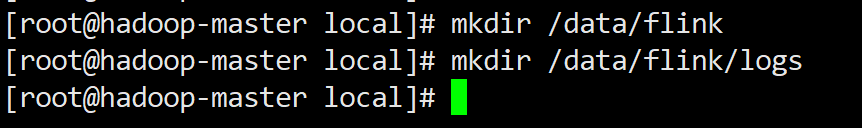 [root@hadoop-master local]# mkdir /data/flink
[root@hadoop-master local]# mkdir /data/flink/logs
[root@hadoop-master local]#